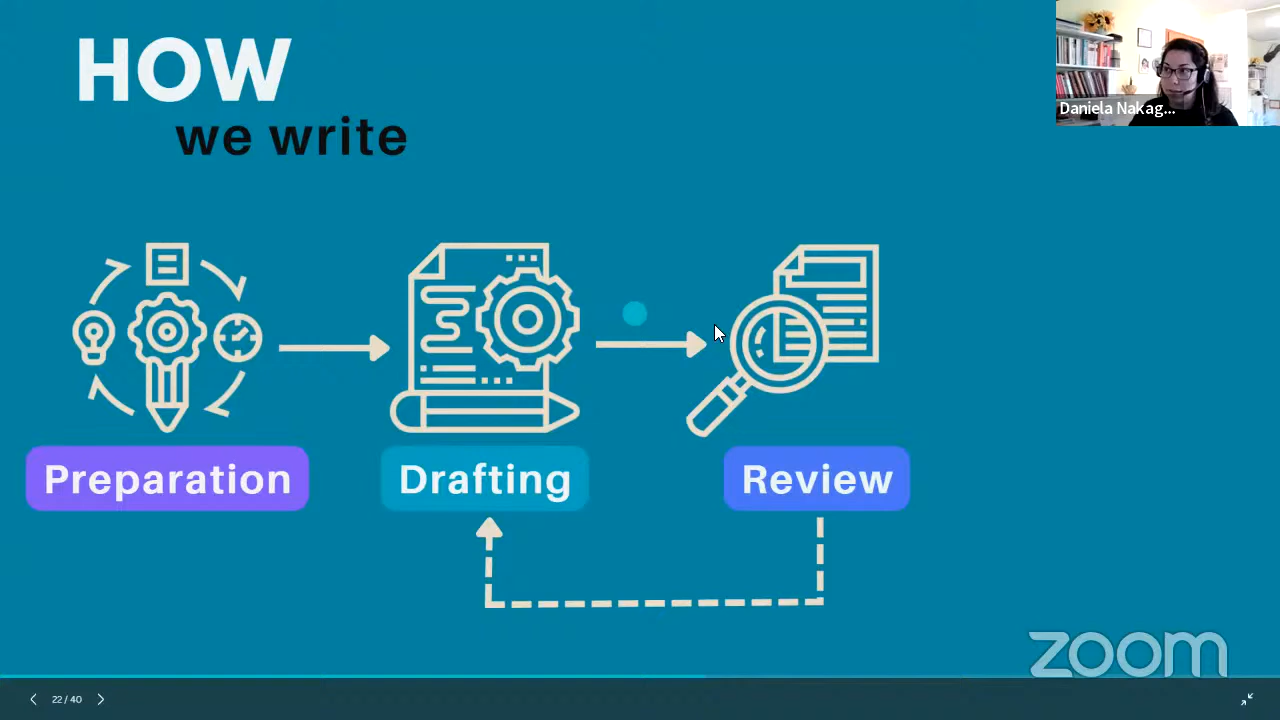 HOW
we write
Daniela Nakag...
Preparation
Drafting
Review
zoom
22 / 40